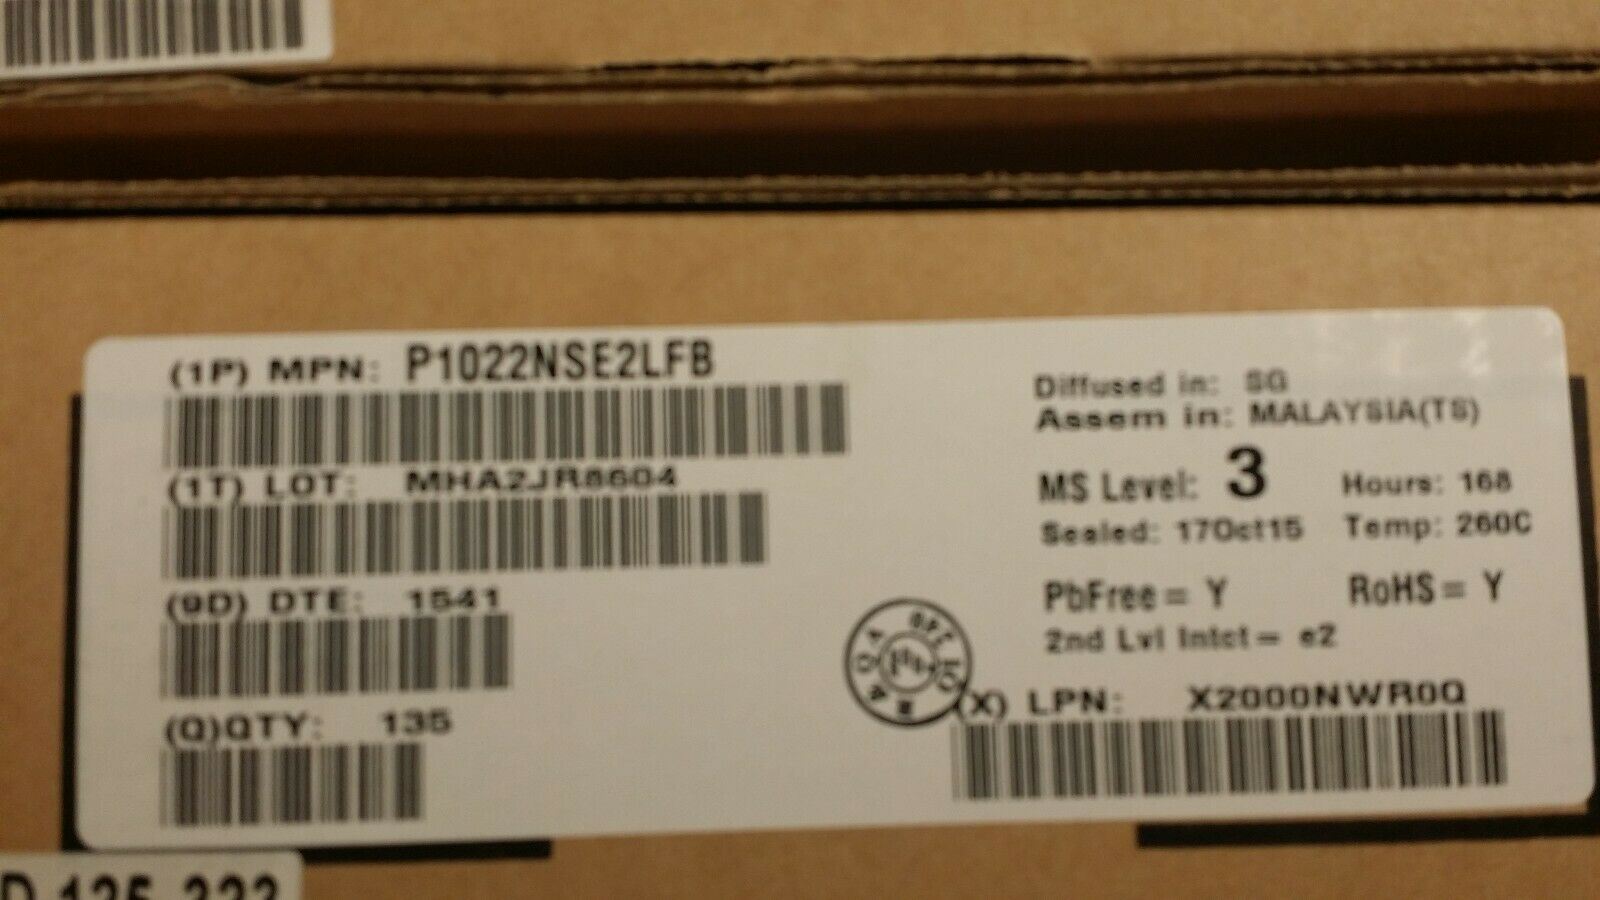 (1P) MPN: P1022NSE2LFB
(1T) LOT: MHA2JR8604
(9D) DTE: 1541
(Q)QTY: 135
Diffused in: SG
Assem in: MALAYSIA(TS)
MS Level: 3 Hours: 168
Sealed: 17Oct15 Temp: 260C
PbFree = Y RoHS = Y
2nd Lvl Intct = e2
(X) LPN: X2000NWR0Q